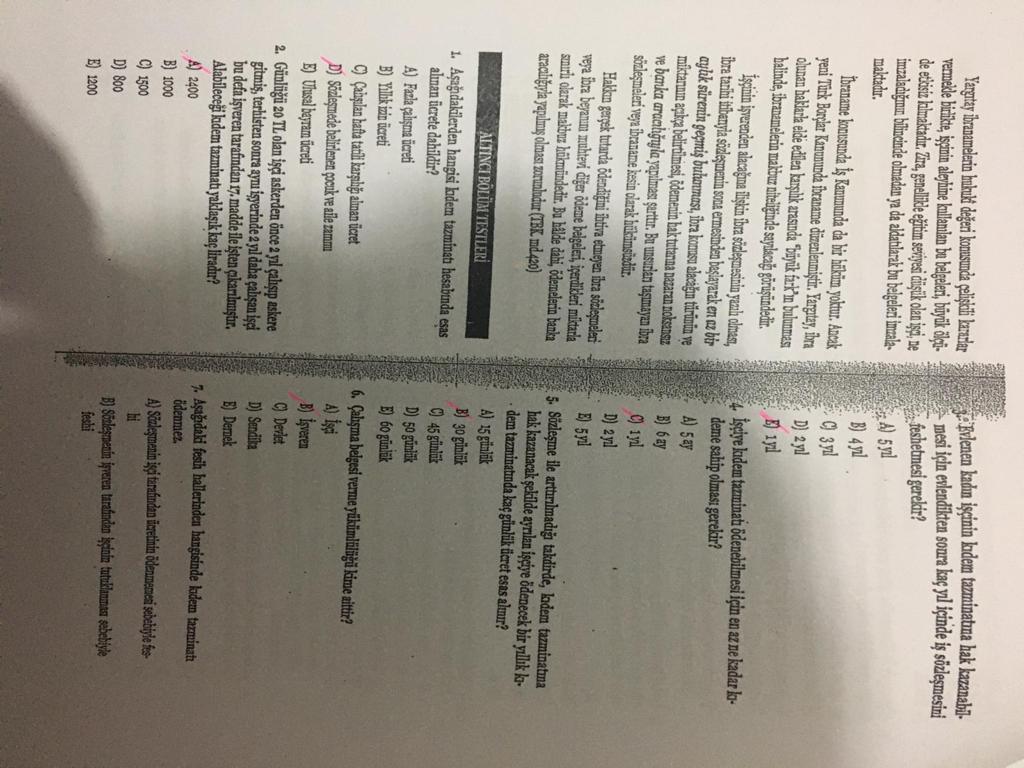 Yargıtay ibranamelerin hukuki değeri konusunda çelişkili kararlar
vermekle birlikte, işçinin aleyhine kullanılan bu belgeleri, büyük ölçü-
de etkisiz kılmaktadır. Zira, genellikle eğitim seviyesi düşük olan işçi, ne
imzaladığının bilincinde olmadan ya da aldatılarak bu belgeleri imzala-
maktadır.
İbraname konusunda İş Kanununda da bir hüküm yoktur. Ancak
yeni Türk Borçlar Kanununda ibraname düzenlenmiştir. Yargıtay, ibra
olunan haklarla elde edilen karşılık arasında "büyük fark"ın bulunması
halinde, ibranamelerin makbuz niteliğinde sayılacağı görüşündedir.
İşçinin işverenden alacağına ilişkin ibra sözleşmesinin yazılı olması,
ibra tarihi itibariyla sözleşmenin sona ermesinden başlayarak en az bir
aylık sürenin geçmiş bulunması, ibra konusu alacağın türünün ve
miktarının açıkça belirtilmesi, ödemenin hak tutarına nazaran noksansız
ve banka aracılığıyla yapılması şarttır. Bu unsurları taşımayan ibra
sözleşmeleri veya ibraname kesin olarak hükümsüzdür.
Hakkın gerçek tutarda ödendiğini ihtiva etmeyen ibra sözleşmeleri
veya ibra beyanını muhtevi diğer ödeme belgeleri, içerdikleri miktarla
sınırlı olarak makbuz hükmündedir. Bu hâlde dahi, ödemelerin banka
aracılığıyla yapılmış olması zorunludur (TBK. md.420)
ALTINCI BÖLÜM TESTLERİ
1. Aşağıdakilerden hangisi kıdem tazminatı hesabında esas
alınan ücrete dahildir?
A) Fazla çalışma ücreti
B) Yıllık izin ücreti
C) Çalışılan hafta tatili karşılığı alınan ücret
D) Sözleşmede belirlenen çocuk ve aile zammı
E) Ulusal bayram ücreti
2. Günlüğü 20 TL olan işçi askerden önce 2 yıl çalışıp askere
gitmiş, terhisten sonra aynı işyerinde 2 yıl daha çalışan işçi
bu defa işveren tarafından 17. madde ile işten çıkarılmıştır.
Alabileceği kıdem tazminatı yaklaşık kaç liradır?
A) 2400
B) 1000
C) 1500
D) 800
E) 1200
3. Evlenen kadın işçinin kıdem tazminatına hak kazanabil-
mesi için evlendikten sonra kaç yıl içinde iş sözleşmesini
feshetmesi gerekir?
A) 5 yıl
B) 4 yıl
C) 3 yıl
D) 2 yıl
E) 1 yıl
4. İşçiye kıdem tazminatı ödenebilmesi için en az ne kadar kı-
deme sahip olması gerekir?
A) 5 ay
B) 6 ay
C) 1 yıl
D) 2 yıl
E) 5 yıl
5. Sözleşme ile arttırılmadığı takdirde, kıdem tazminatına
hak kazanacak şekilde ayrılan işçiye ödenecek bir yıllık kı-
dem tazminatında kaç günlük ücret esas alınır?
A) 15 günlük
B) 30 günlük
C) 45 günlük
D) 50 günlük
E) 60 günlük
6. Çalışma belgesi verme yükümlülüğü kime aittir?
A) İşçi
B) İşveren
C) Devlet
D) Sendika
E) Dernek
7. Aşağıdaki fesih hallerinden hangisinde kıdem tazminatı
ödenmez.
A) Sözleşmenin işçi tarafından ücretinin ödenmemesi sebebiyle fes-
hi
B) Sözleşmenin işveren tarafından işçinin tutuklanması sebebiyle
feshi